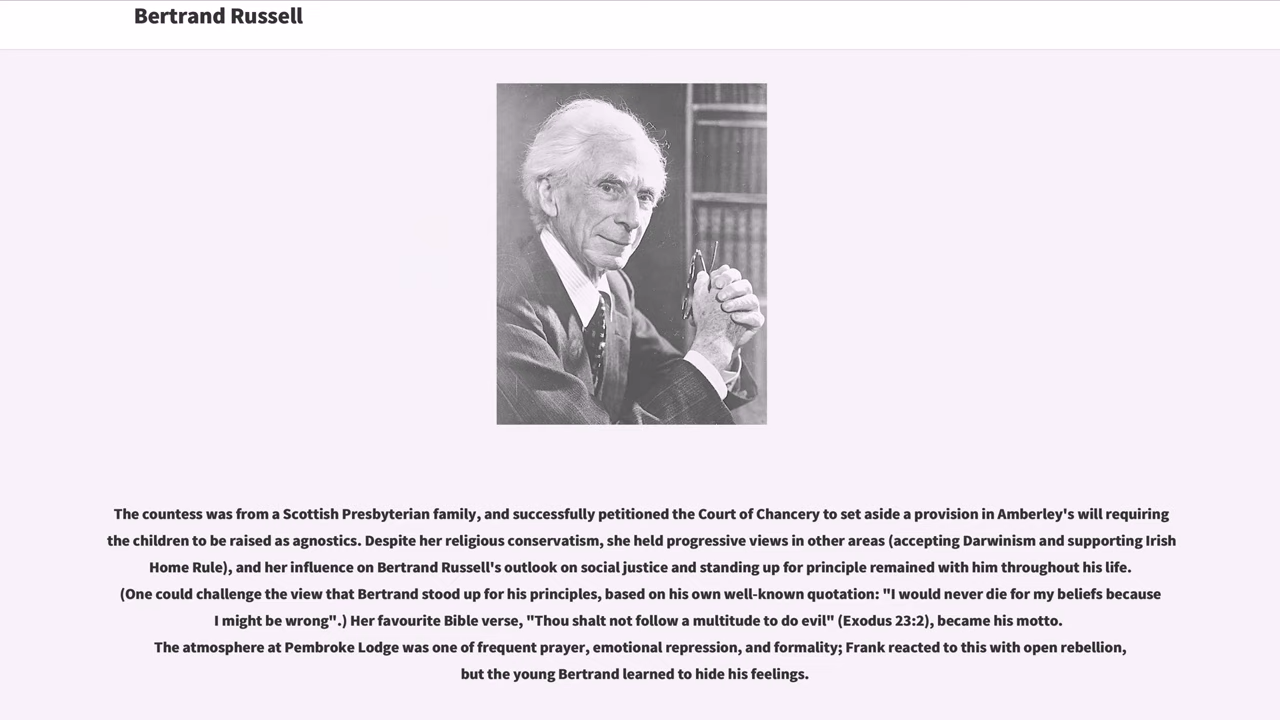 Bertrand Russell
The countess was from a Scottish Presbyterian family, and successfully petitioned the Court of Chancery to set aside a provision in Amberley's will requiring
the children to be raised as agnostics. Despite her religious conservatism, she held progressive views in other areas (accepting Darwinism and supporting Irish
Home Rule), and her influence on Bertrand Russell's outlook on social justice and standing up for principle remained with him throughout his life.
(One could challenge the view that Bertrand stood up for his principles, based on his own well-known quotation: "I would never die for my beliefs because
I might be wrong".) Her favourite Bible verse, "Thou shalt not follow a multitude to do evil" (Exodus 23:2), became his motto.
The atmosphere at Pembroke Lodge was one of frequent prayer, emotional repression, and formality; Frank reacted to this with open rebellion,
but the young Bertrand learned to hide his feelings.